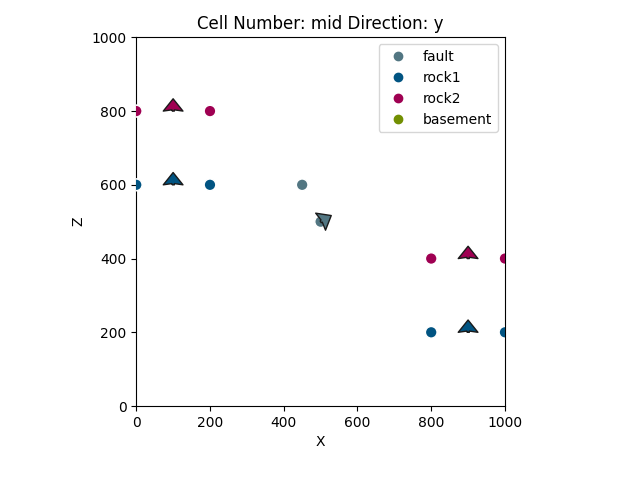 Cell Number: mid Direction: y
1000
800
600
400
200
0
Z
0 200 400 600 800 1000
X
fault
rock1
rock2
basement